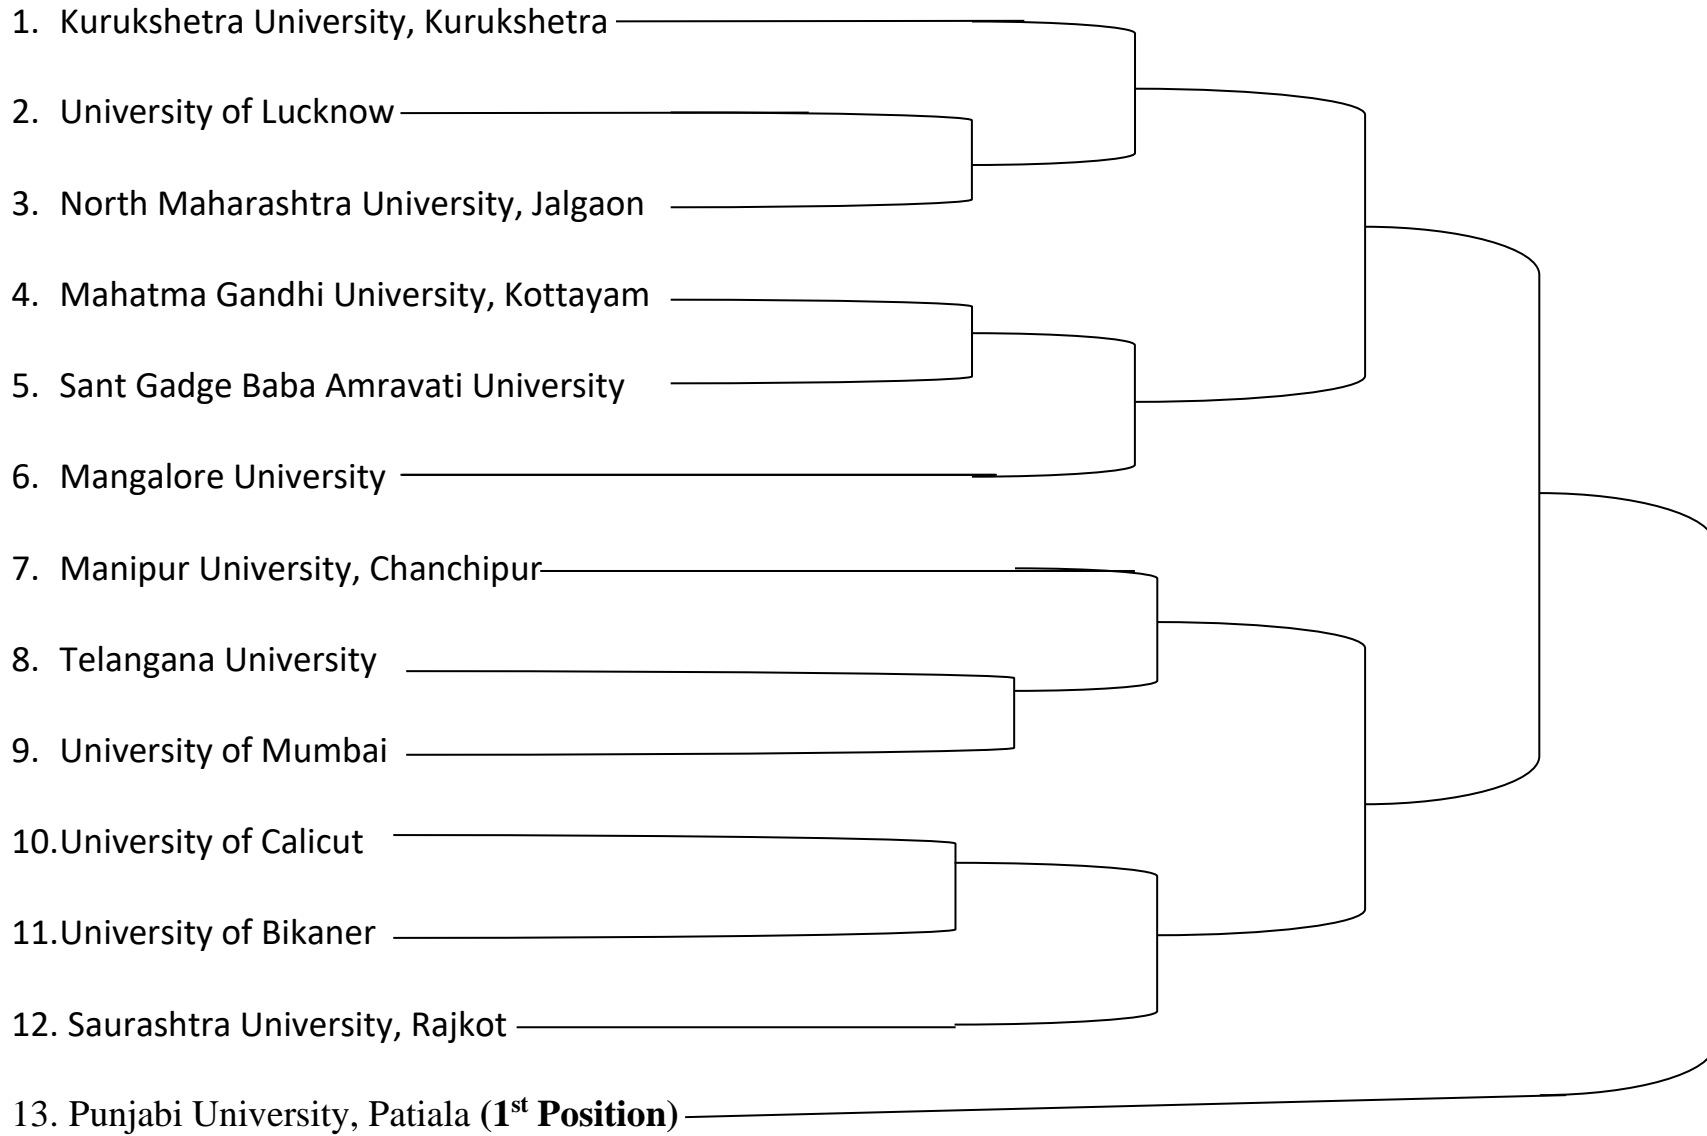 1. Kurukshetra University, Kurukshetra
2. University of Lucknow
3. North Maharashtra University, Jalgaon
4. Mahatma Gandhi University, Kottayam
5. Sant Gadge Baba Amravati University
6. Mangalore University
7. Manipur University, Chanchipur
8. Telangana University
9. University of Mumbai
10.University of Calicut
11.University of Bikaner
12. Saurashtra University, Rajkot
13. Punjabi University, Patiala (1st Position)